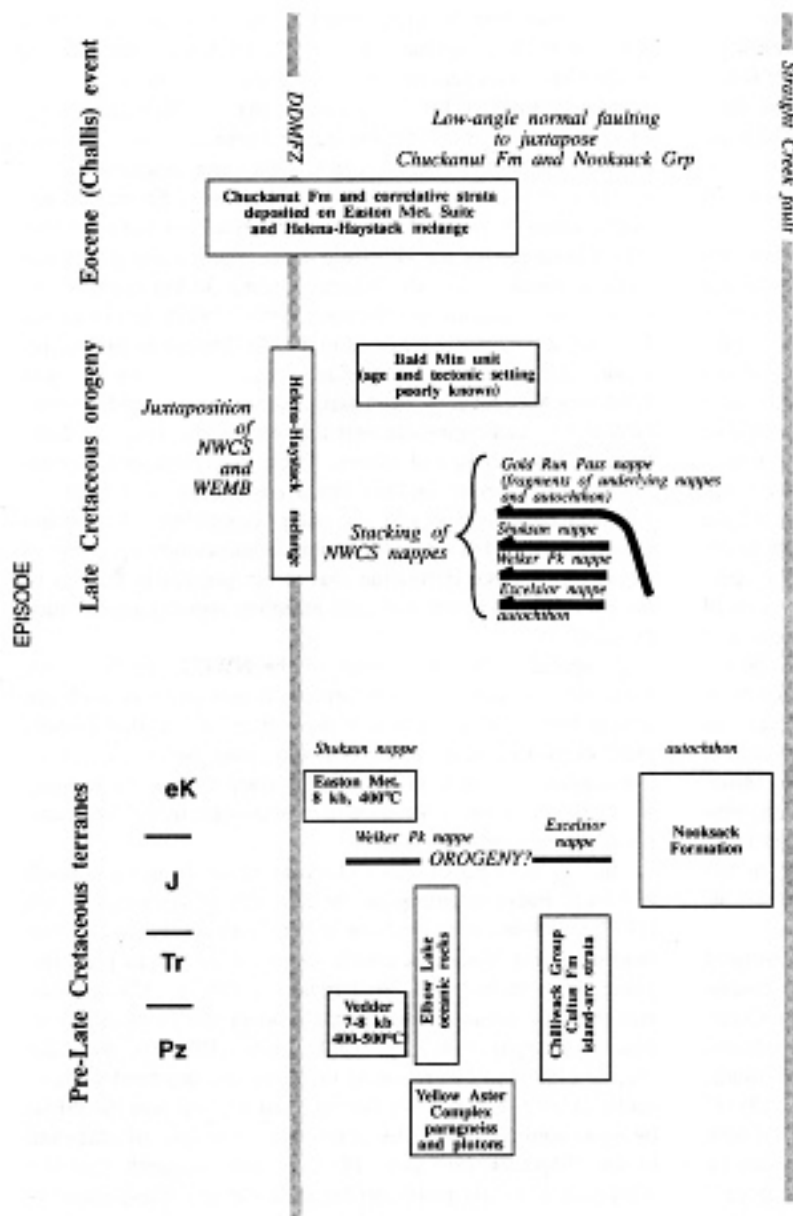 EPISODE
Eocene (Challis) event
Late Cretaceous orogeny
Pre-Late Cretaceous terranes
DDMFZ
Straight Creek fault
Low-angle normal faulting
to juxtapose
Chuckanut Fm and Nooksack Grp
Chuckanut Fm and correlative strata
deposited on Easton Met. Suite
and Helena-Haystack melange
Juxtaposition
of
NWCS
and
WEMB
Helena-Haystack melange
Bald Mtn unit
(age and tectonic setting
poorly known)
Stacking of
NWCS nappes
Gold Run Pass nappe
(fragments of underlying nappes
and autochthon)
Shuksan nappe
Welker Pk nappe
Excelsior nappe
autochthon
eK
J
Tr
Pz
Shuksan nappe
Easton Met.
8 kb, 400°C
Welker Pk nappe
OROGENY?
Excelsior
nappe
autochthon
Nooksack
Formation
Vedder
7-8 kb
400-500°C
Elbow Lake
oceanic rocks
Chilliwack Group
Cultus Fm
island-arc strata
Yellow Aster
Complex
paragneiss
and plutons